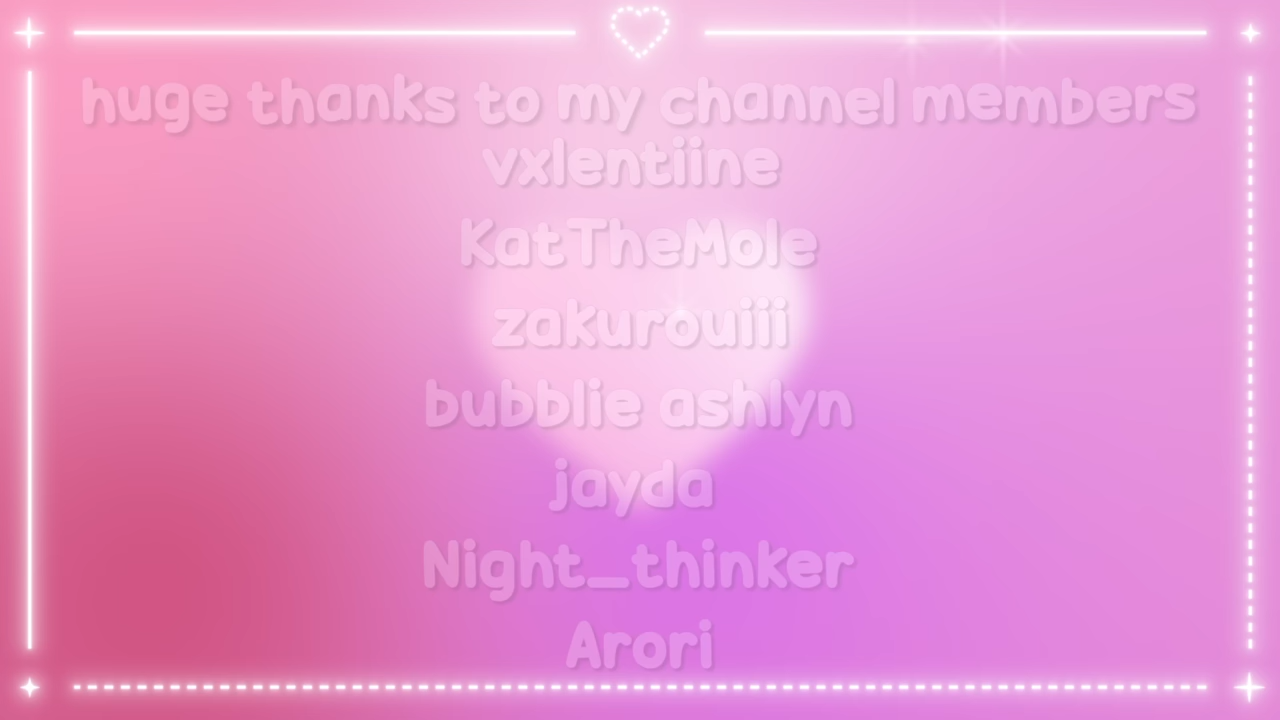 huge thanks to my channel members
vxlentiine
KatTheMole
zakurouiii
bubblie ashlyn
jayda
Night_thinker
Arori